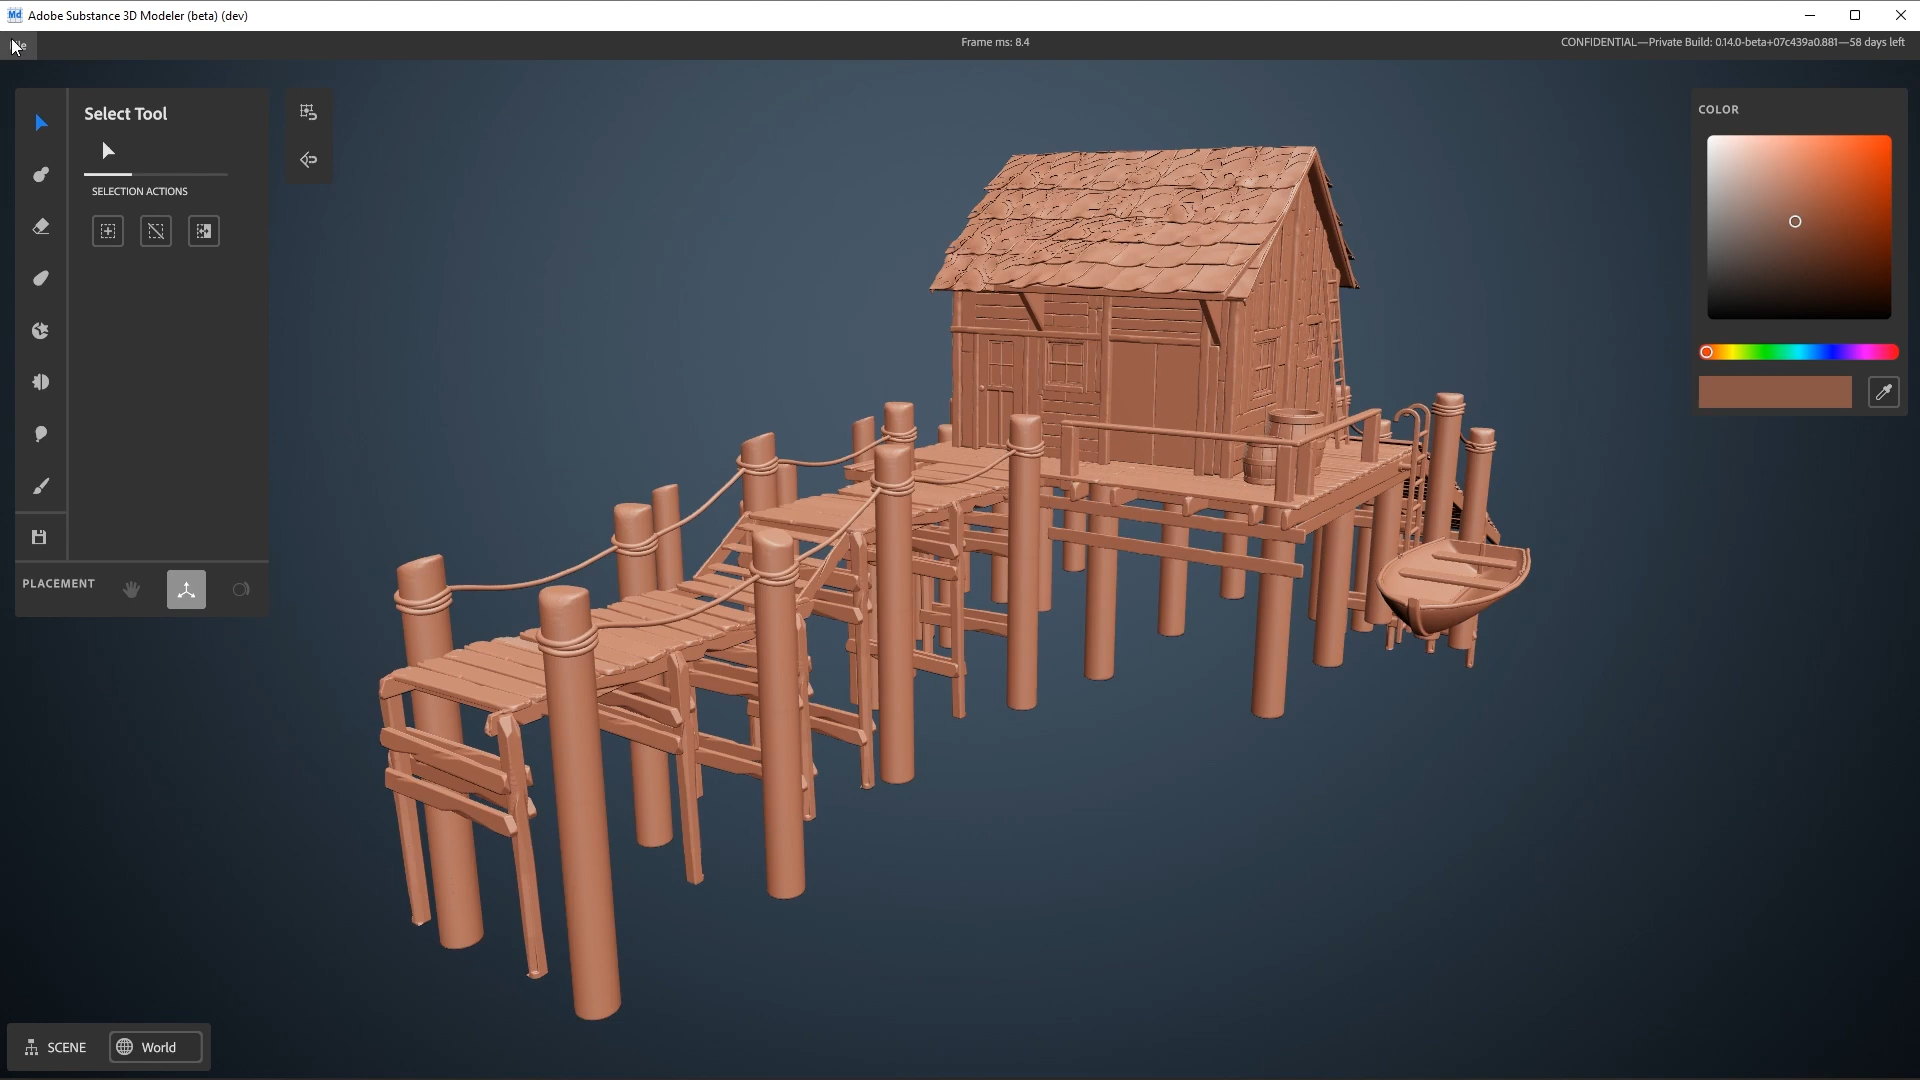 Md Adobe Substance 3D Modeler (beta) (dev)
Frame ms: 8.4
CONFIDENTIAL—Private Build: 0.14.0-beta+07c439a0.881—58 days left
Select Tool
SELECTION ACTIONS
PLACEMENT
COLOR
SCENE
World